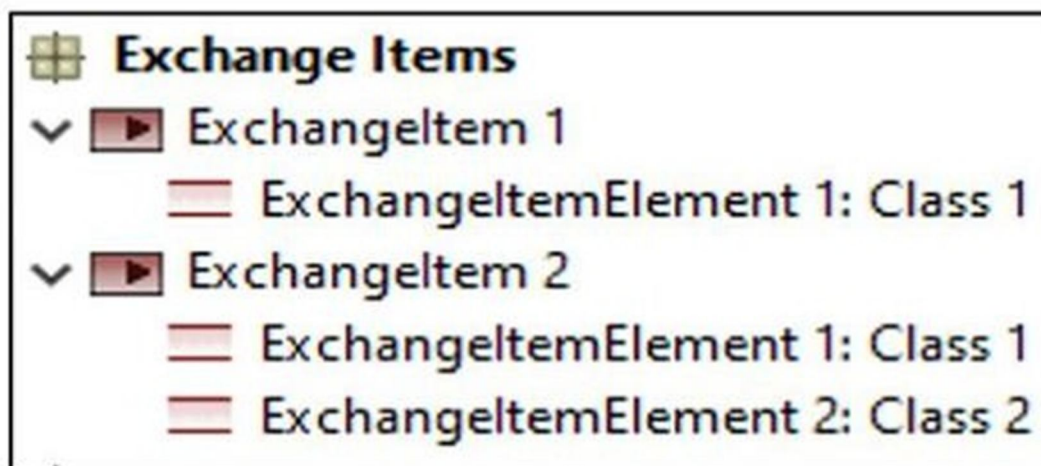 Exchange Items
ExchangeItem 1
ExchangeItemElement 1: Class 1
ExchangeItem 2
ExchangeItemElement 1: Class 1
ExchangeItemElement 2: Class 2